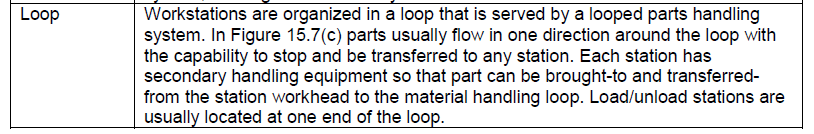 Loop
Workstations are organized in a loop that is served by a looped parts handling
system. In Figure 15.7(c) parts usually flow in one direction around the loop with
the capability to stop and be transferred to any station. Each station has
secondary handling equipment so that part can be brought-to and transferred-
from the station workhead to the material handling loop. Load/unload stations are
usually located at one end of the loop.